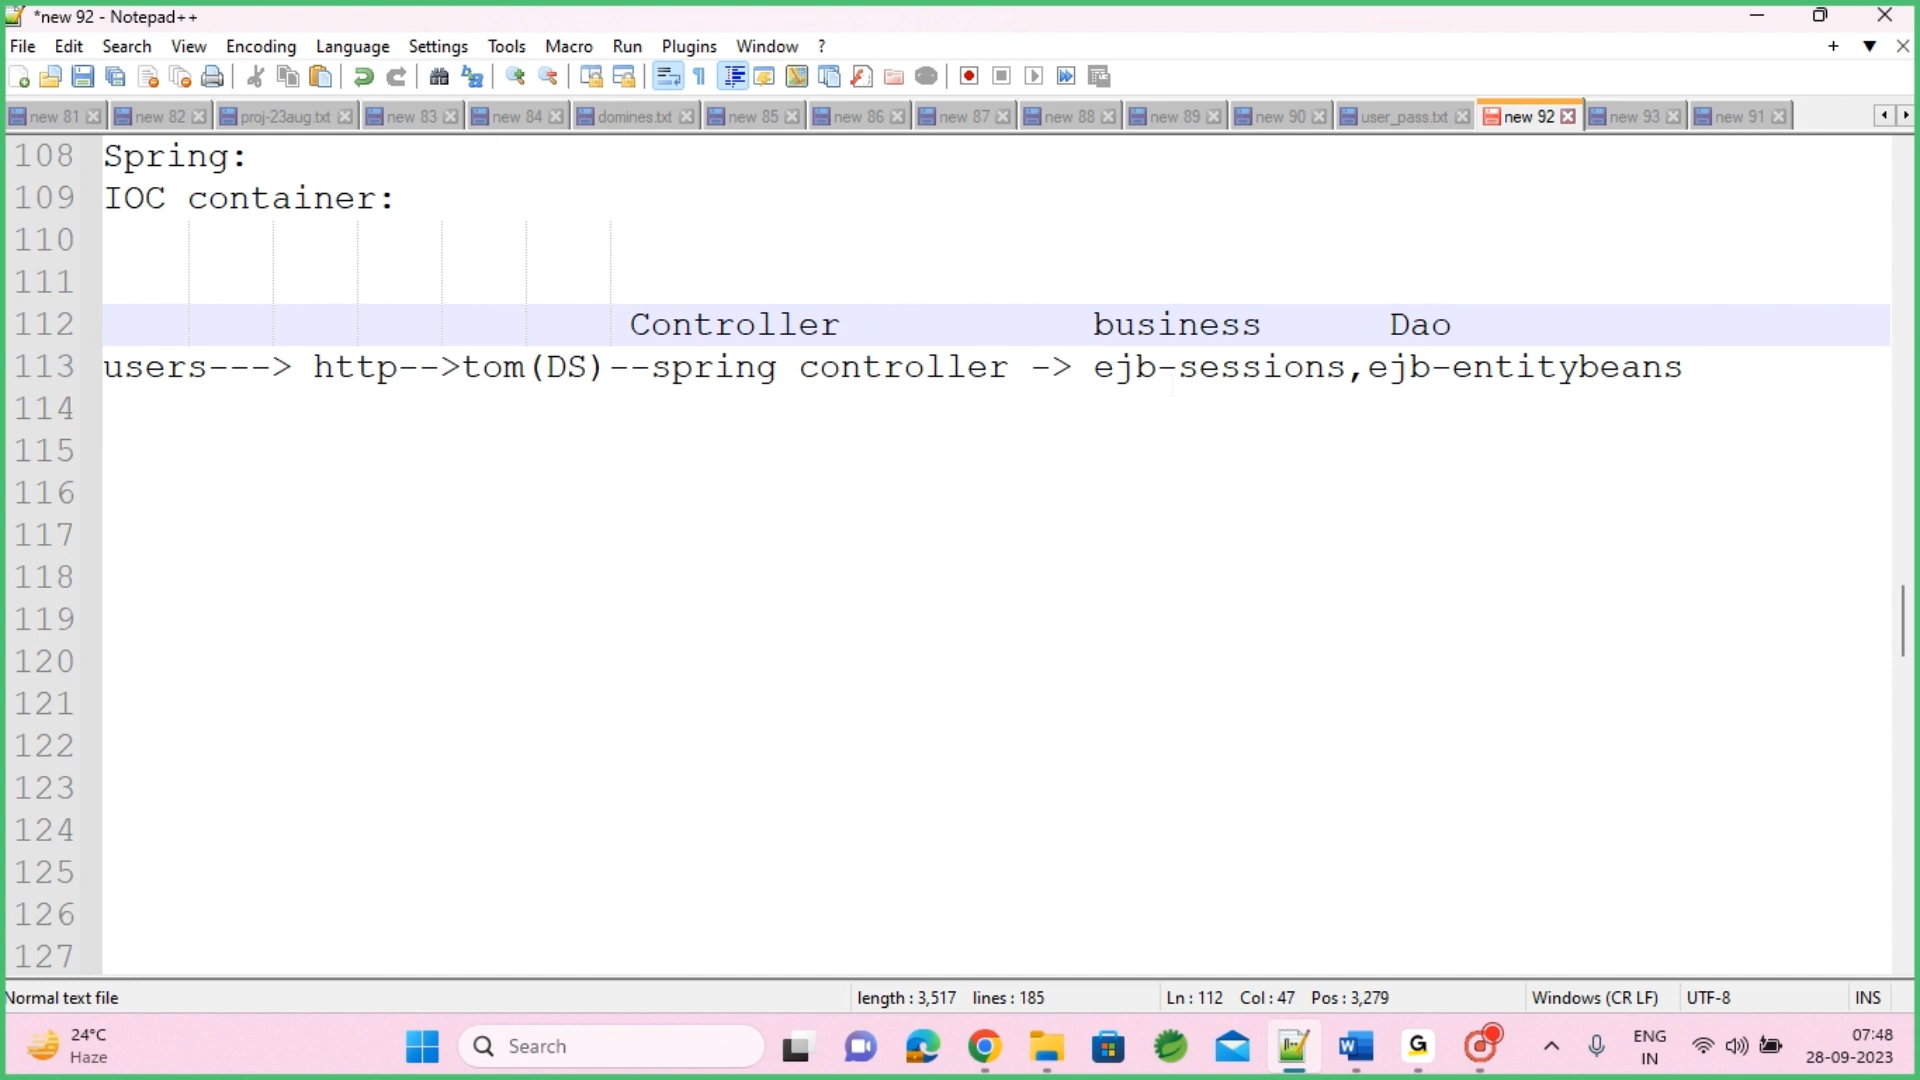 *new 92 - Notepad++
File Edit Search View Encoding Language Settings Tools Macro Run Plugins Window ?
new 81 new 82 proj-23aug.txt new 83 new 84 domines.txt new 85 new 86 new 87 new 88 new 89 new 90 user_pass.txt new 92 new 93 new 91
108 Spring:
109 IOC container:
110
111
112 Controller business Dao
113 users---> http-->tom(DS)--spring controller -> ejb-sessions,ejb-entitybeans
114
115
116
117
118
119
120
121
122
123
124
125
126
127
Normal text file length : 3,517 lines : 185 Ln : 112 Col : 47 Pos : 3,279 Windows (CR LF) UTF-8 INS
24°C
Haze
Search
ENG
IN
07:48
28-09-2023